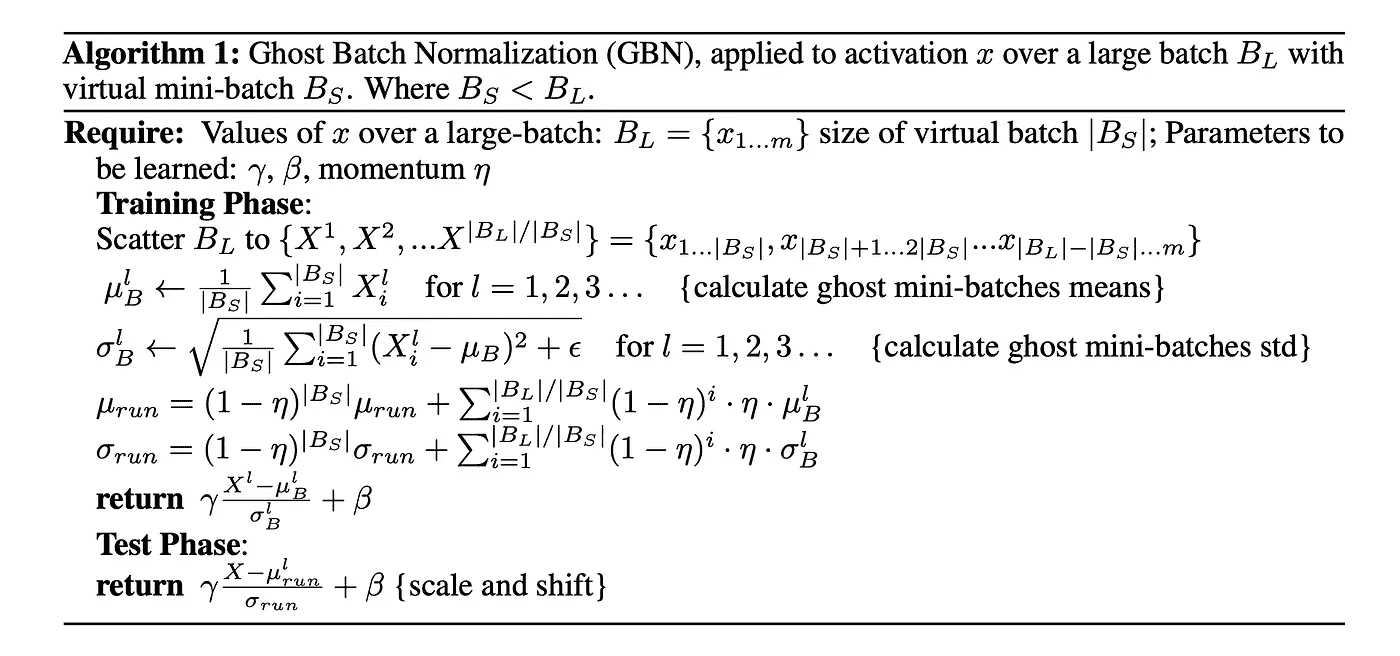 Algorithm 1: Ghost Batch Normalization (GBN), applied to activation $x$ over a large batch $B_L$ with
virtual mini-batch $B_S$. Where $B_S < B_L$.
Require: Values of $x$ over a large-batch: $B_L = \{x_{1...m}\}$ size of virtual batch $|B_S|$; Parameters to
be learned: $\gamma$, $\beta$, momentum $\eta$
Training Phase:
Scatter $B_L$ to $\{X^1, X^2, ...X^{|B_L|/|B_S|}\} = \{x_{1...|B_S|}, x_{|B_S|+1...2|B_S|}...x_{|B_L|-|B_S|...m}\}$
$\mu_B^l \leftarrow \frac{1}{|B_S|} \sum_{i=1}^{|B_S|} X_i^l$ for $l = 1, 2, 3 \ldots$ {calculate ghost mini-batches means}
$\sigma_B^l \leftarrow \sqrt{\frac{1}{|B_S|} \sum_{i=1}^{|B_S|} (X_i^l - \mu_B)^2 + \epsilon}$ for $l = 1, 2, 3 \ldots$ {calculate ghost mini-batches std}
$\mu_{run} = (1 - \eta)^{|B_S|} \mu_{run} + \sum_{i=1}^{|B_L|/|B_S|} (1 - \eta)^i \cdot \eta \cdot \mu_B^l$
$\sigma_{run} = (1 - \eta)^{|B_S|} \sigma_{run} + \sum_{i=1}^{|B_L|/|B_S|} (1 - \eta)^i \cdot \eta \cdot \sigma_B^l$
return $\gamma \frac{X^l - \mu_B^l}{\sigma_B^l} + \beta$
Test Phase:
return $\gamma \frac{X - \mu_{run}^l}{\sigma_{run}} + \beta$ {scale and shift}